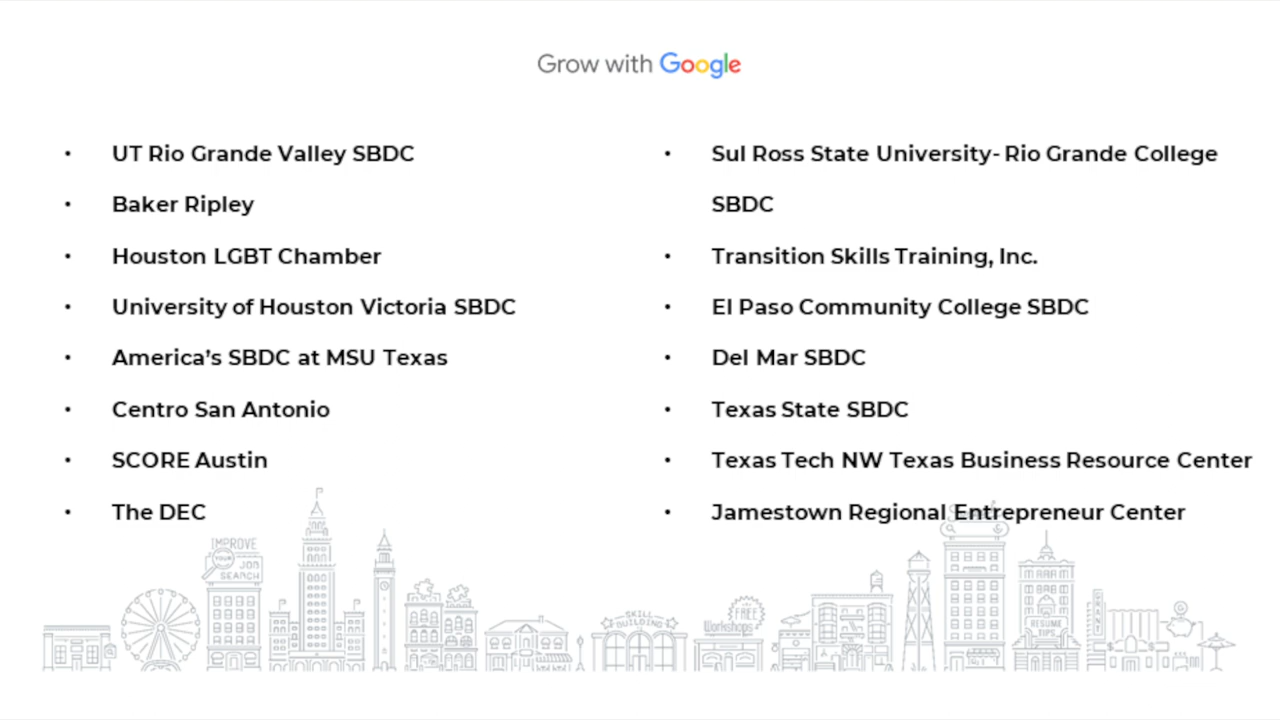 Grow with Google
• UT Rio Grande Valley SBDC
• Baker Ripley
• Houston LGBT Chamber
• University of Houston Victoria SBDC
• America's SBDC at MSU Texas
• Centro San Antonio
• SCORE Austin
• The DEC
• Sul Ross State University- Rio Grande College
SBDC
• Transition Skills Training, Inc.
• El Paso Community College SBDC
• Del Mar SBDC
• Texas State SBDC
• Texas Tech NW Texas Business Resource Center
• Jamestown Regional Entrepreneur Center
IMPROVE
YOUR
JOB
SEARCH
SKILL
BUILDING
FREE
Workshops
RESUME
TIPS